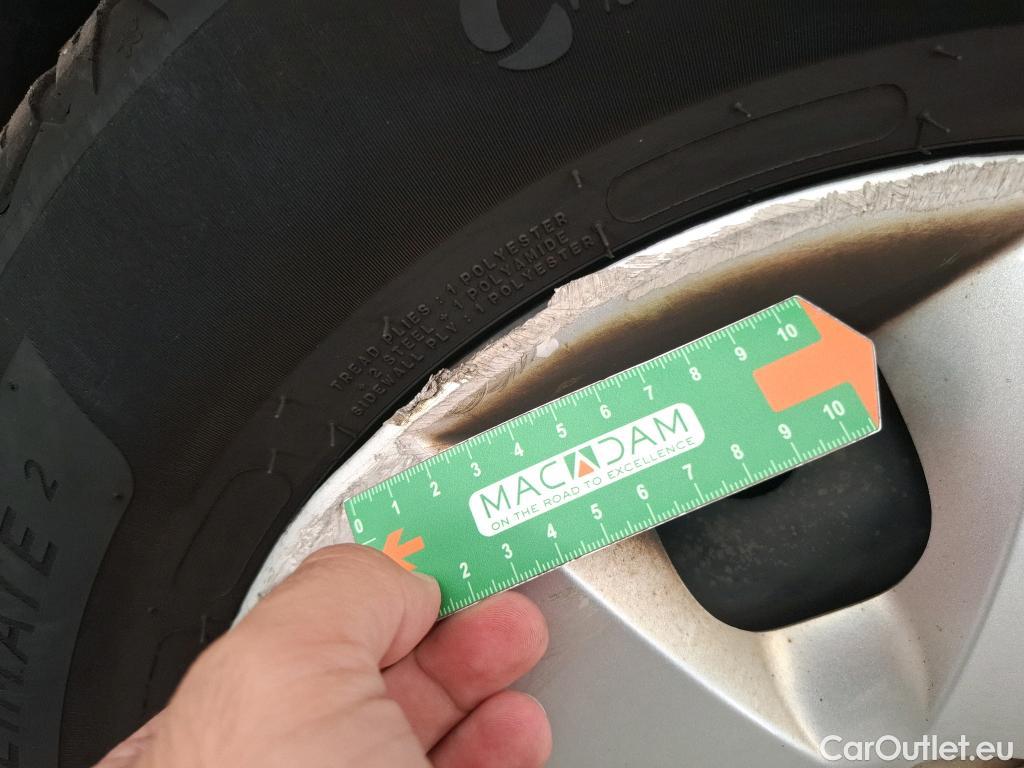 TREAD PLIES : 1 POLYESTER
+ 2 STEEL + 1 POLYAMIDE
SIDEWALL PLY : 1 POLYESTER
2
0 1 2 3 4 5 6 7 8 9 10
MACADAM
ON THE ROAD TO EXCELLENCE
2 3 4 5 6 7 8 9 10
CarOutlet.eu